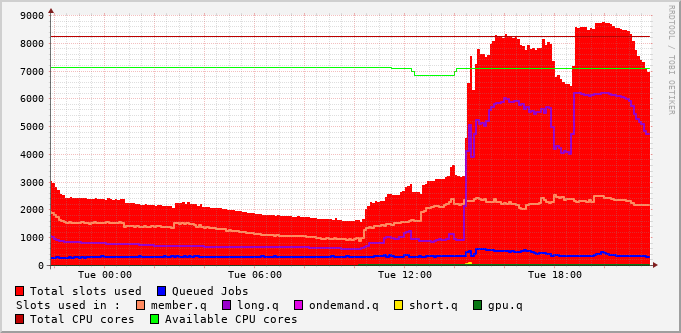 9000
8000
7000
6000
5000
4000
3000
2000
1000
0
Tue 00:00 Tue 06:00 Tue 12:00 Tue 18:00
Total slots used Queued Jobs
Slots used in : member.q long.q ondemand.q short.q gpu.q
Total CPU cores Available CPU cores
RRDTOOL / TOBI OETIKER